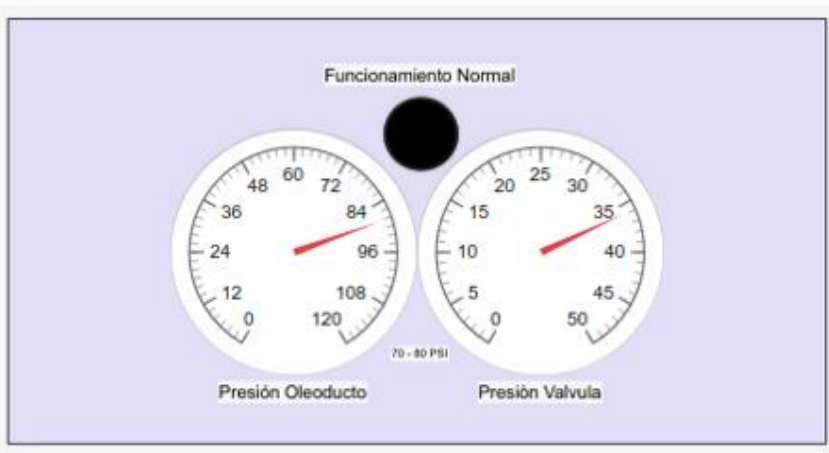 Funcionamiento Normal
0 12 24 36 48 60 72 84 96 108 120
0 5 10 15 20 25 30 35 40 45 50
70 - 80 PSI
Presión Oleoducto
Presiòn Valvula